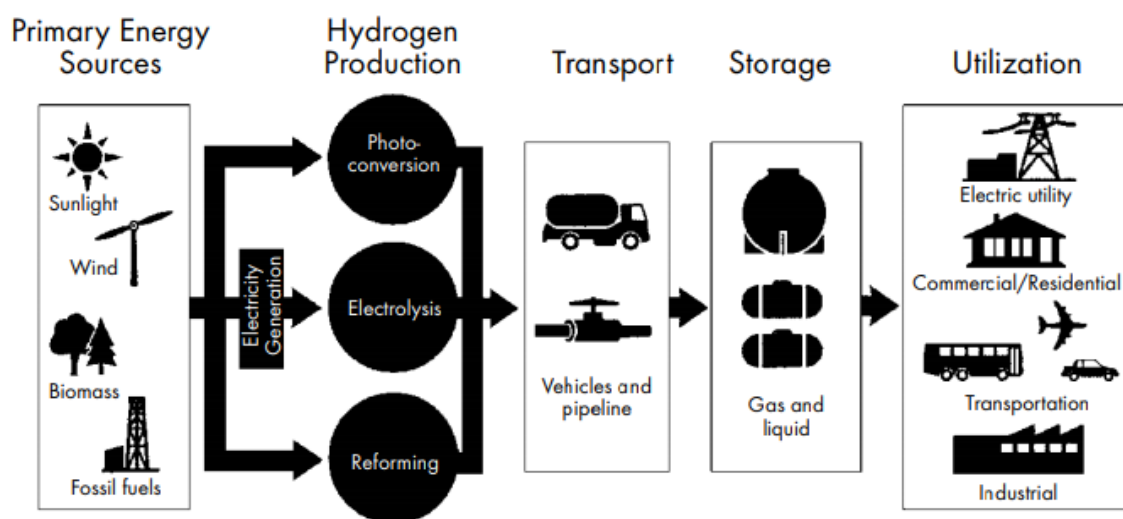 Primary Energy
Sources
Hydrogen
Production
Transport
Storage
Utilization
Sunlight
Wind
Biomass
Fossil fuels
Electricity
Generation
Photo-
conversion
Electrolysis
Reforming
Vehicles and
pipeline
Gas and
liquid
Electric utility
Commercial/Residential
Transportation
Industrial